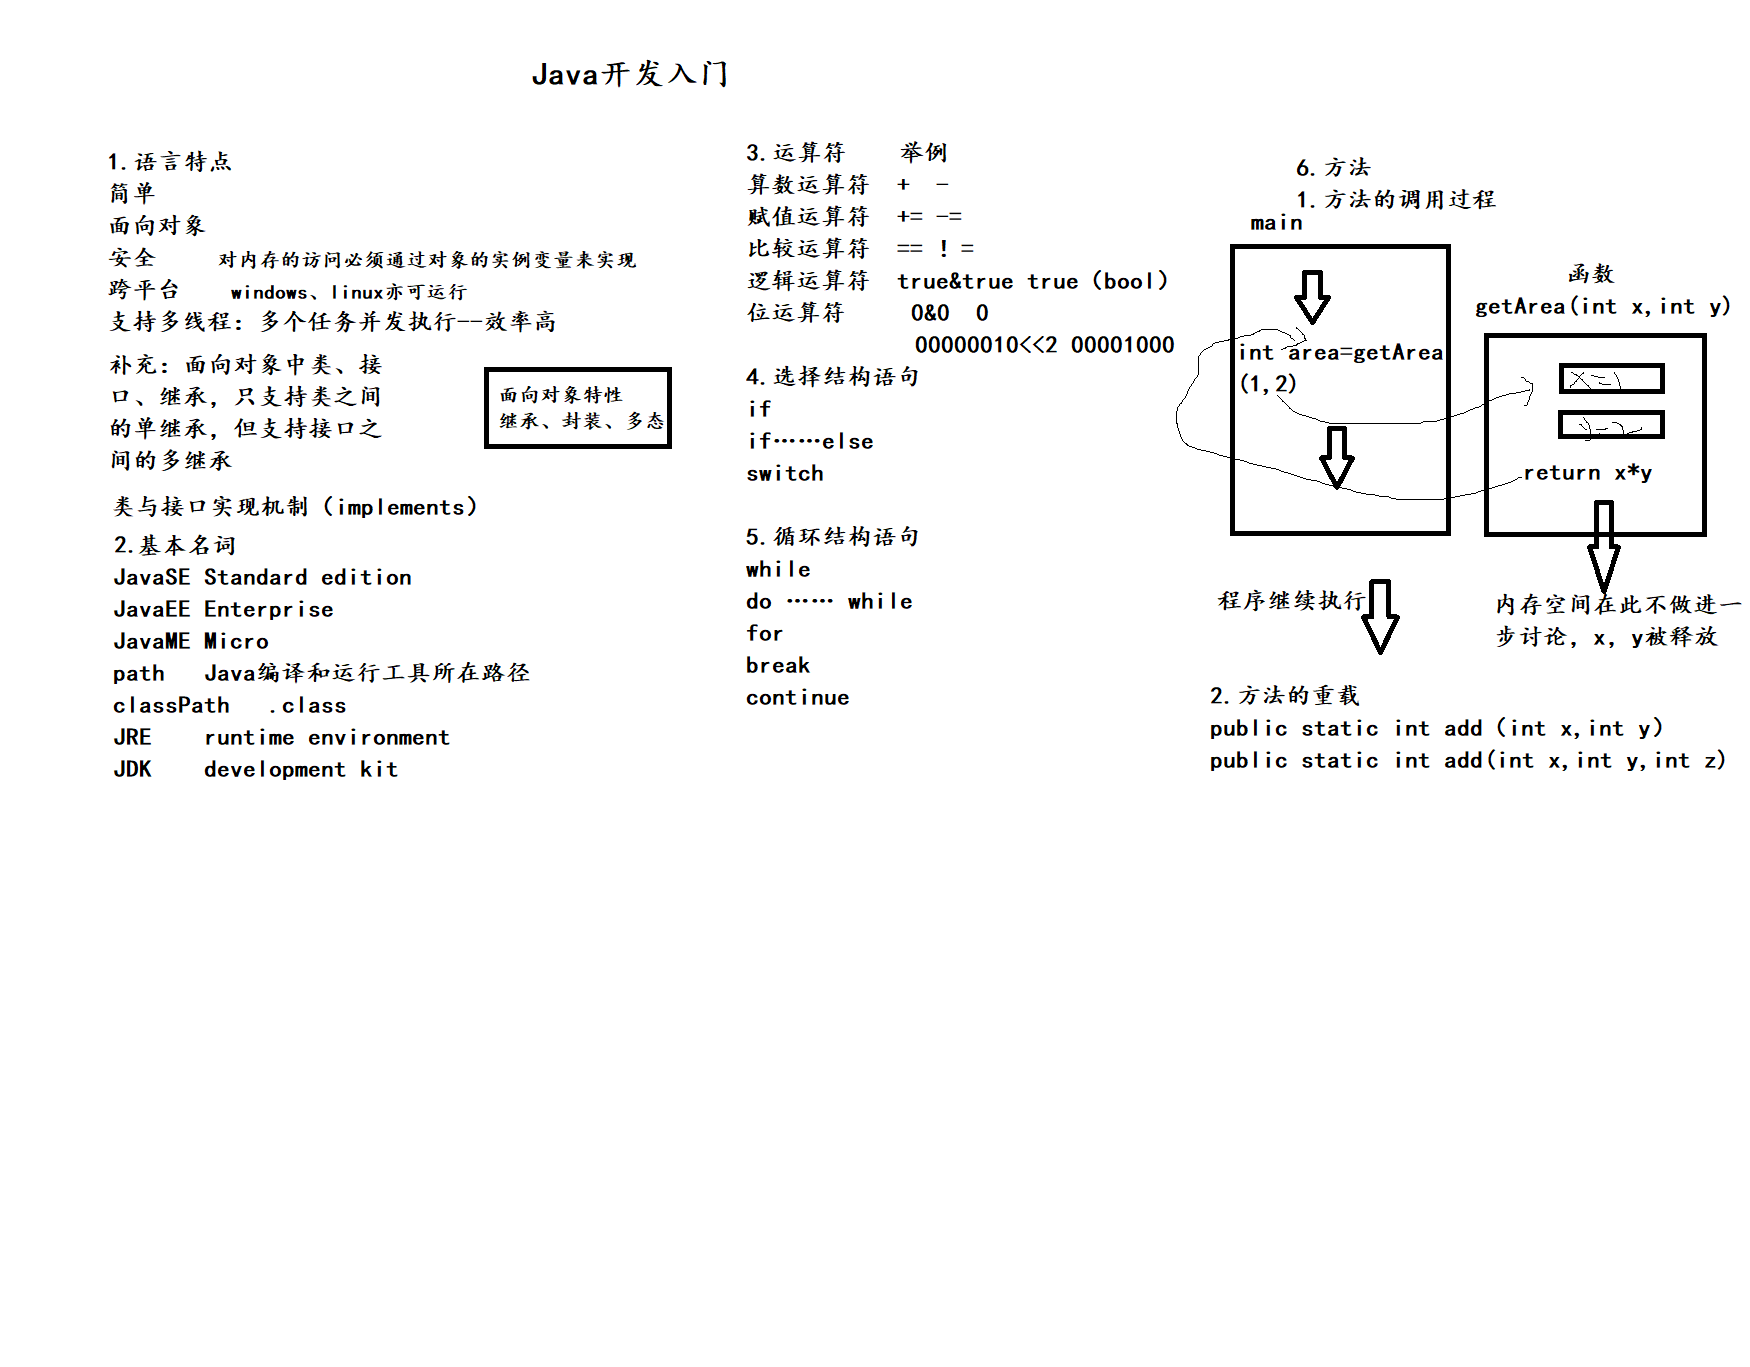 Java开发入门
1.语言特点
简单
面向对象
安全 对内存的访问必须通过对象的实例变量来实现
跨平台 windows、linux亦可运行
支持多线程：多个任务并发执行--效率高
补充：面向对象中类、接
口、继承，只支持类之间
的单继承，但支持接口之
间的多继承
面向对象特性
继承、封装、多态
类与接口实现机制（implements）
2.基本名词
JavaSE Standard edition
JavaEE Enterprise
JavaME Micro
path Java编译和运行工具所在路径
classPath .class
JRE runtime environment
JDK development kit
3.运算符 举例
算数运算符 + -
赋值运算符 += -=
比较运算符 == ! =
逻辑运算符 true&true true（bool）
位运算符 0&0 0
00000010<<2 00001000
4.选择结构语句
if
if……else
switch
5.循环结构语句
while
do …… while
for
break
continue
6.方法
1.方法的调用过程
main
int area=getArea
(1,2)
程序继续执行
函数
getArea(int x,int y)
x=1
y=2
return x*y
内存空间在此不做进一
步讨论，x，y被释放
2.方法的重载
public static int add（int x,int y）
public static int add(int x,int y,int z)